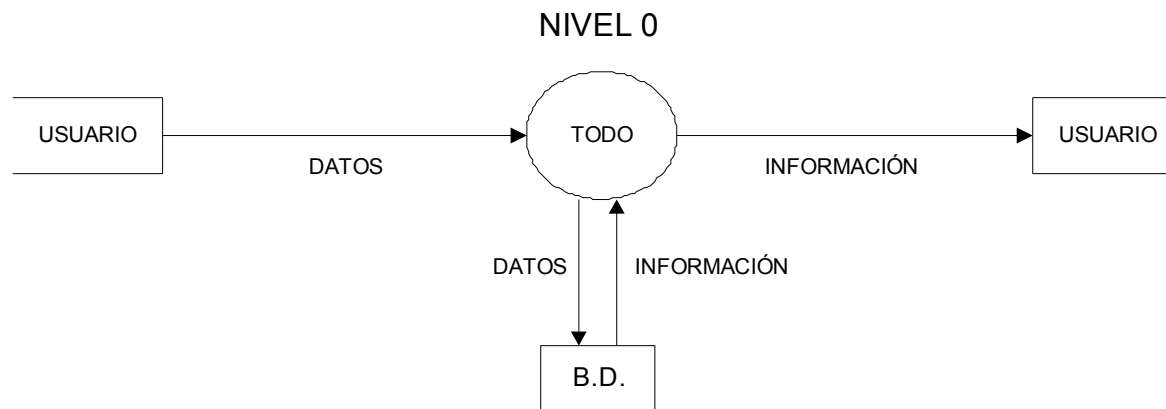 NIVEL 0
USUARIO
TODO
USUARIO
DATOS
INFORMACIÓN
DATOS
INFORMACIÓN
B.D.